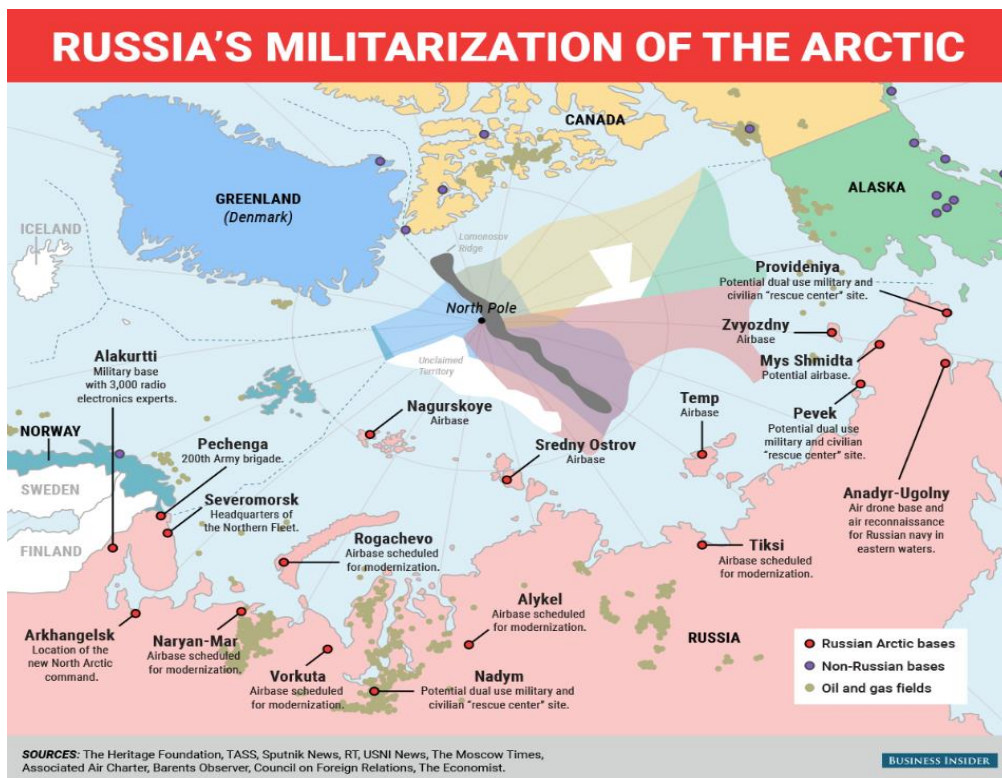 RUSSIA'S MILITARIZATION OF THE ARCTIC
CANADA
GREENLAND
(Denmark)
ALASKA
ICELAND
Lomonosov
Ridge
North Pole
Unclaimed
Territory
Provideniya
Potential dual use military and
civilian "rescue center" site.
Zvyozdny
Airbase
Mys Shmidta
Potential airbase.
Pevek
Potential dual use
military and civilian
"rescue center" site.
Anadyr-Ugolny
Air drone base and
air reconnaissance
for Russian navy in
eastern waters.
Alakurtti
Military base
with 3,000 radio
electronics experts.
NORWAY
SWEDEN
FINLAND
Pechenga
200th Army brigade.
Severomorsk
Headquarters of
the Northern Fleet.
Nagurskoye
Airbase
Sredny Ostrov
Airbase
Temp
Airbase
Rogachevo
Airbase scheduled
for modernization.
Tiksi
Airbase scheduled
for modernization.
Alykel
Airbase scheduled
for modernization.
RUSSIA
Arkhangelsk
Location of the
new North Arctic
command.
Naryan-Mar
Airbase scheduled
for modernization.
Vorkuta
Airbase scheduled
for modernization.
Nadym
Potential dual use military and
civilian "rescue center" site.
Russian Arctic bases
Non-Russian bases
Oil and gas fields
SOURCES: The Heritage Foundation, TASS, Sputnik News, RT, USNI News, The Moscow Times,
Associated Air Charter, Barents Observer, Council on Foreign Relations, The Economist.
BUSINESS INSIDER